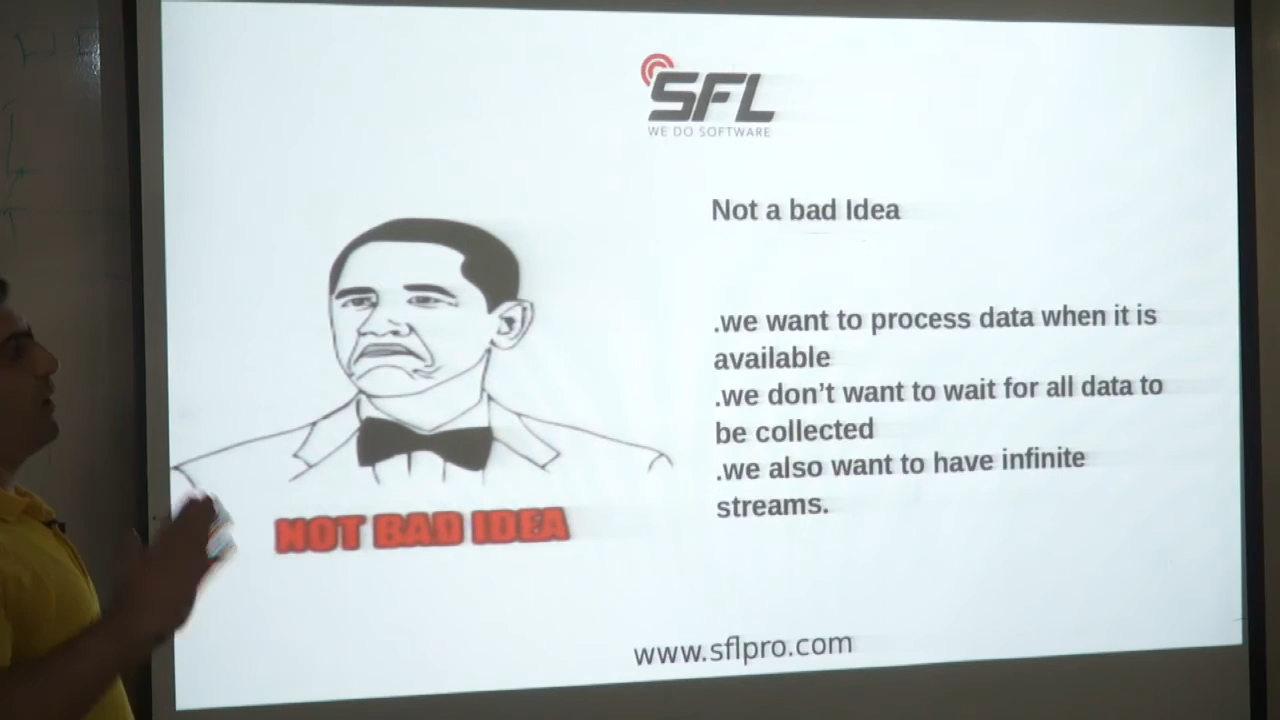 SFL
WE DO SOFTWARE
Not a bad Idea
.we want to process data when it is
available
.we don't want to wait for all data to
be collected
.we also want to have infinite
streams.
NOT BAD IDEA
www.sflpro.com